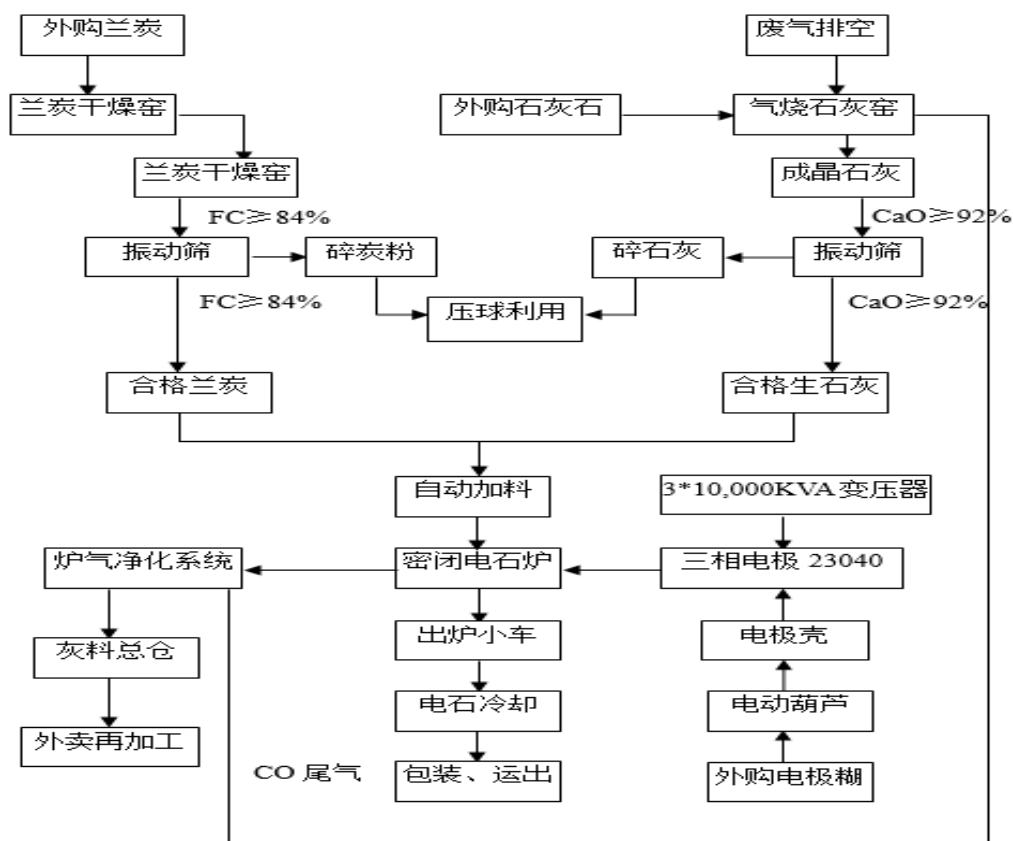 外购兰炭
废气排空
兰炭干燥窑
外购石灰石
气烧石灰窑
兰炭干燥窑
成晶石灰
FC≥84%
CaO≥92%
振动筛
碎炭粉
碎石灰
振动筛
FC≥84%
CaO≥92%
压球利用
合格兰炭
合格生石灰
自动加料
3*10,000KVA变压器
炉气净化系统
密闭电石炉
三相电极 23040
灰料总仓
出炉小车
电极壳
电石冷却
电动葫芦
外卖再加工
CO 尾气
包装、运出
外购电极糊